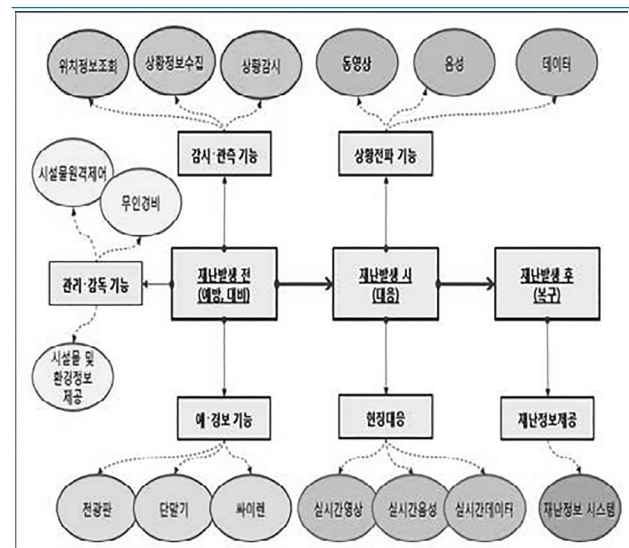 위치정보조회
상황정보수집
상황감시
동영상
음성
데이터
감시·관측 기능
상황전파 기능
시설물원격제어
무인경비
관리·감독 기능
재난발생 전
(예방, 대비)
재난발생 시
(대응)
재난발생 후
(복구)
시설물 및
환경정보
제공
예·경보 기능
현장대응
재난정보제공
전광판
단말기
싸이렌
실시간영상
실시간음성
실시간데이터
재난정보 시스템